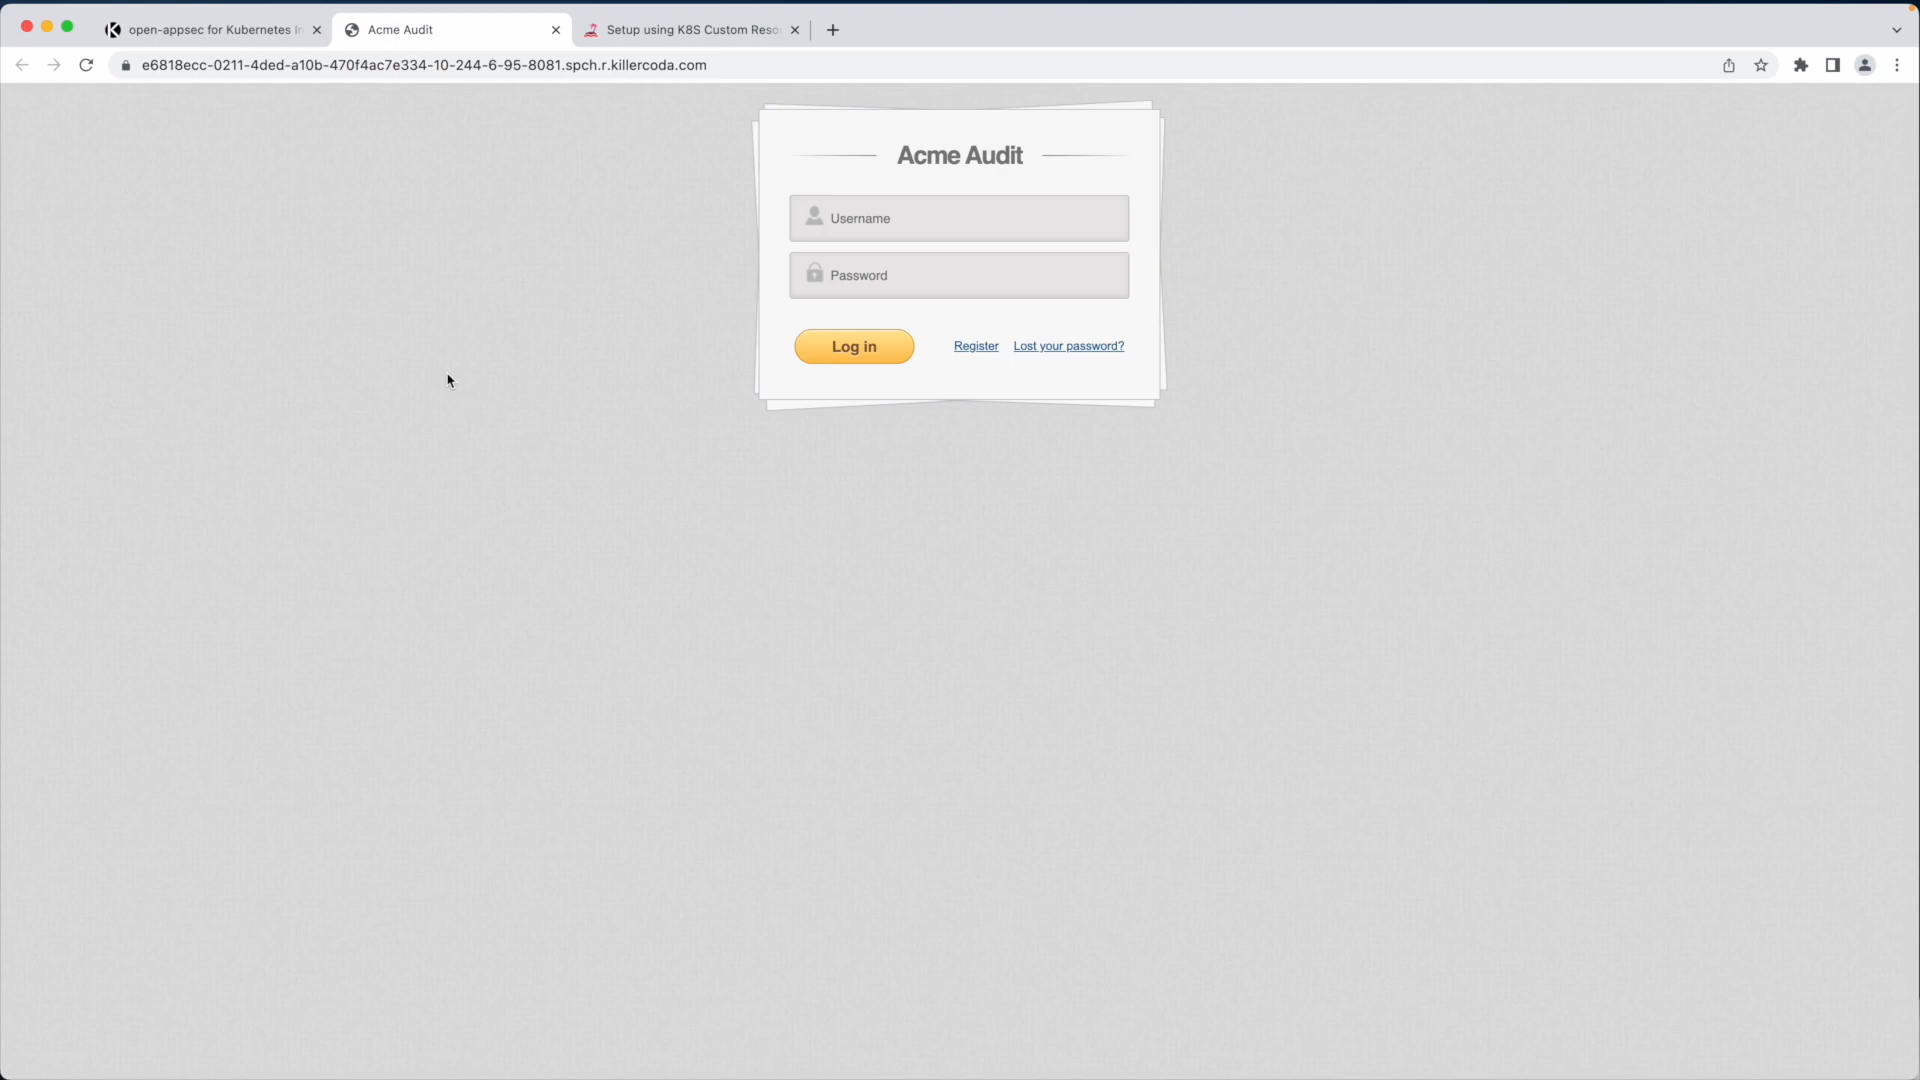 open-appsec for Kubernetes In
Acme Audit
Setup using K8S Custom Reso
e6818ecc-0211-4ded-a10b-470f4ac7e334-10-244-6-95-8081.spch.r.killercoda.com
Acme Audit
Username
Password
Log in Register Lost your password?